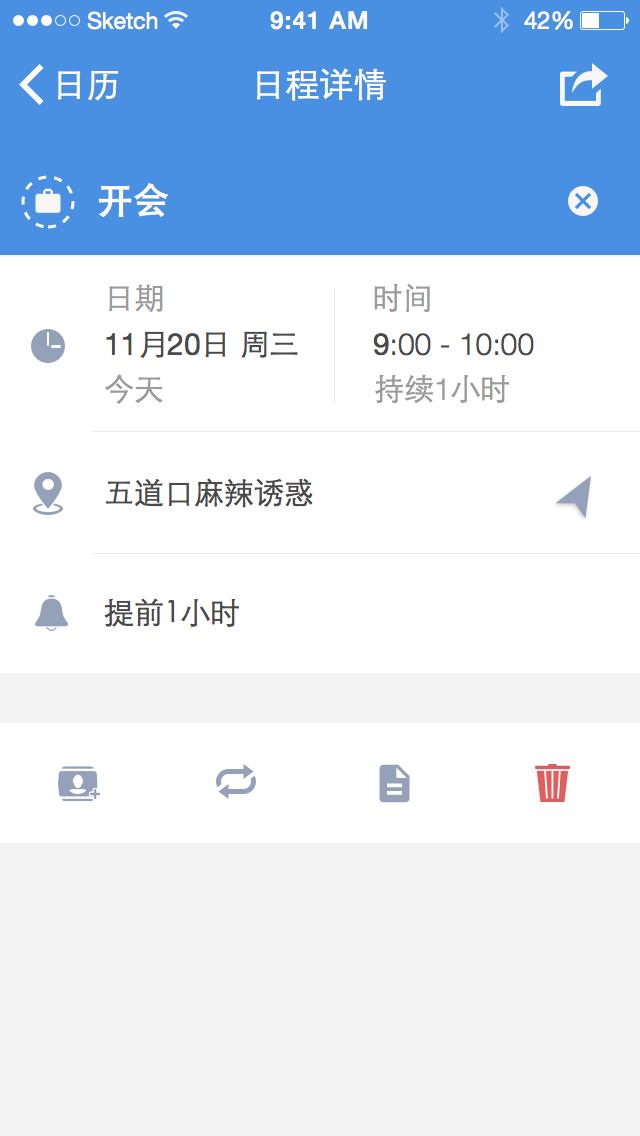 Sketch 9:41 AM 42%
日历 日程详情
开会
日期 时间
11月20日 周三 9:00 - 10:00
今天 持续1小时
五道口麻辣诱惑
提前1小时